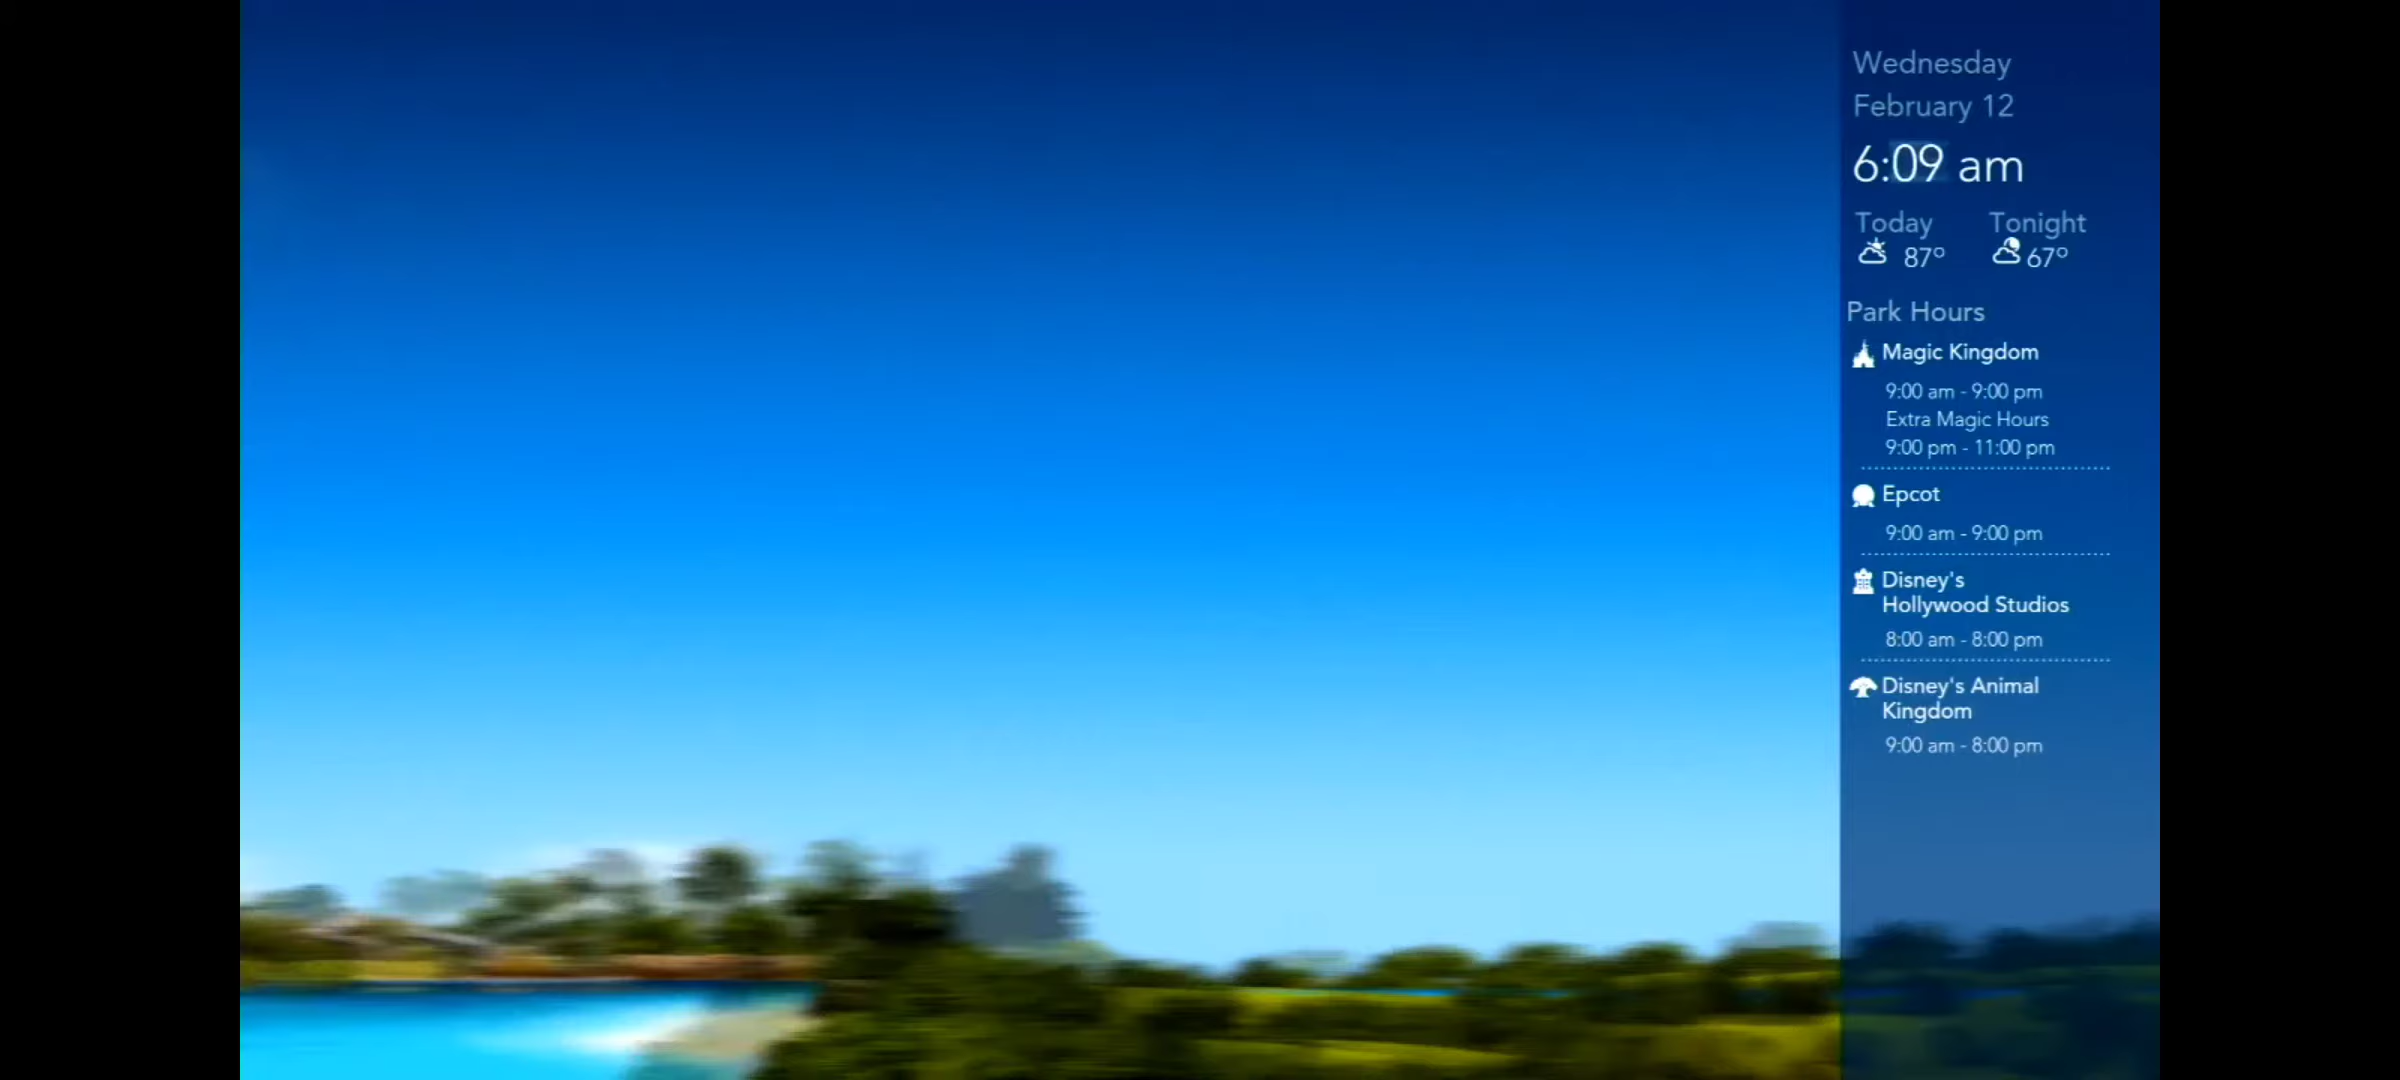 Wednesday
February 12
6:09 am
Today Tonight
87° 67°
Park Hours
Magic Kingdom
9:00 am - 9:00 pm
Extra Magic Hours
9:00 pm - 11:00 pm
Epcot
9:00 am - 9:00 pm
Disney's
Hollywood Studios
8:00 am - 8:00 pm
Disney's Animal
Kingdom
9:00 am - 8:00 pm